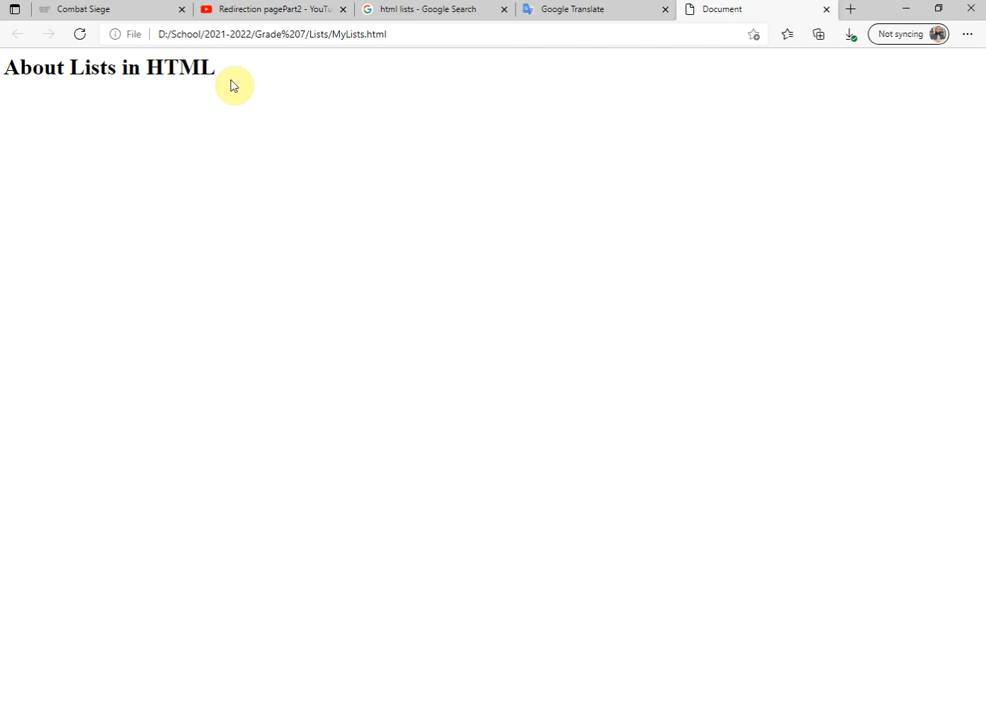 Combat Siege
Redirection pagePart2 - YouTu
html lists - Google Search
Google Translate
Document
File
D:/School/2021-2022/Grade%207/Lists/MyLists.html
Not syncing
About Lists in HTML